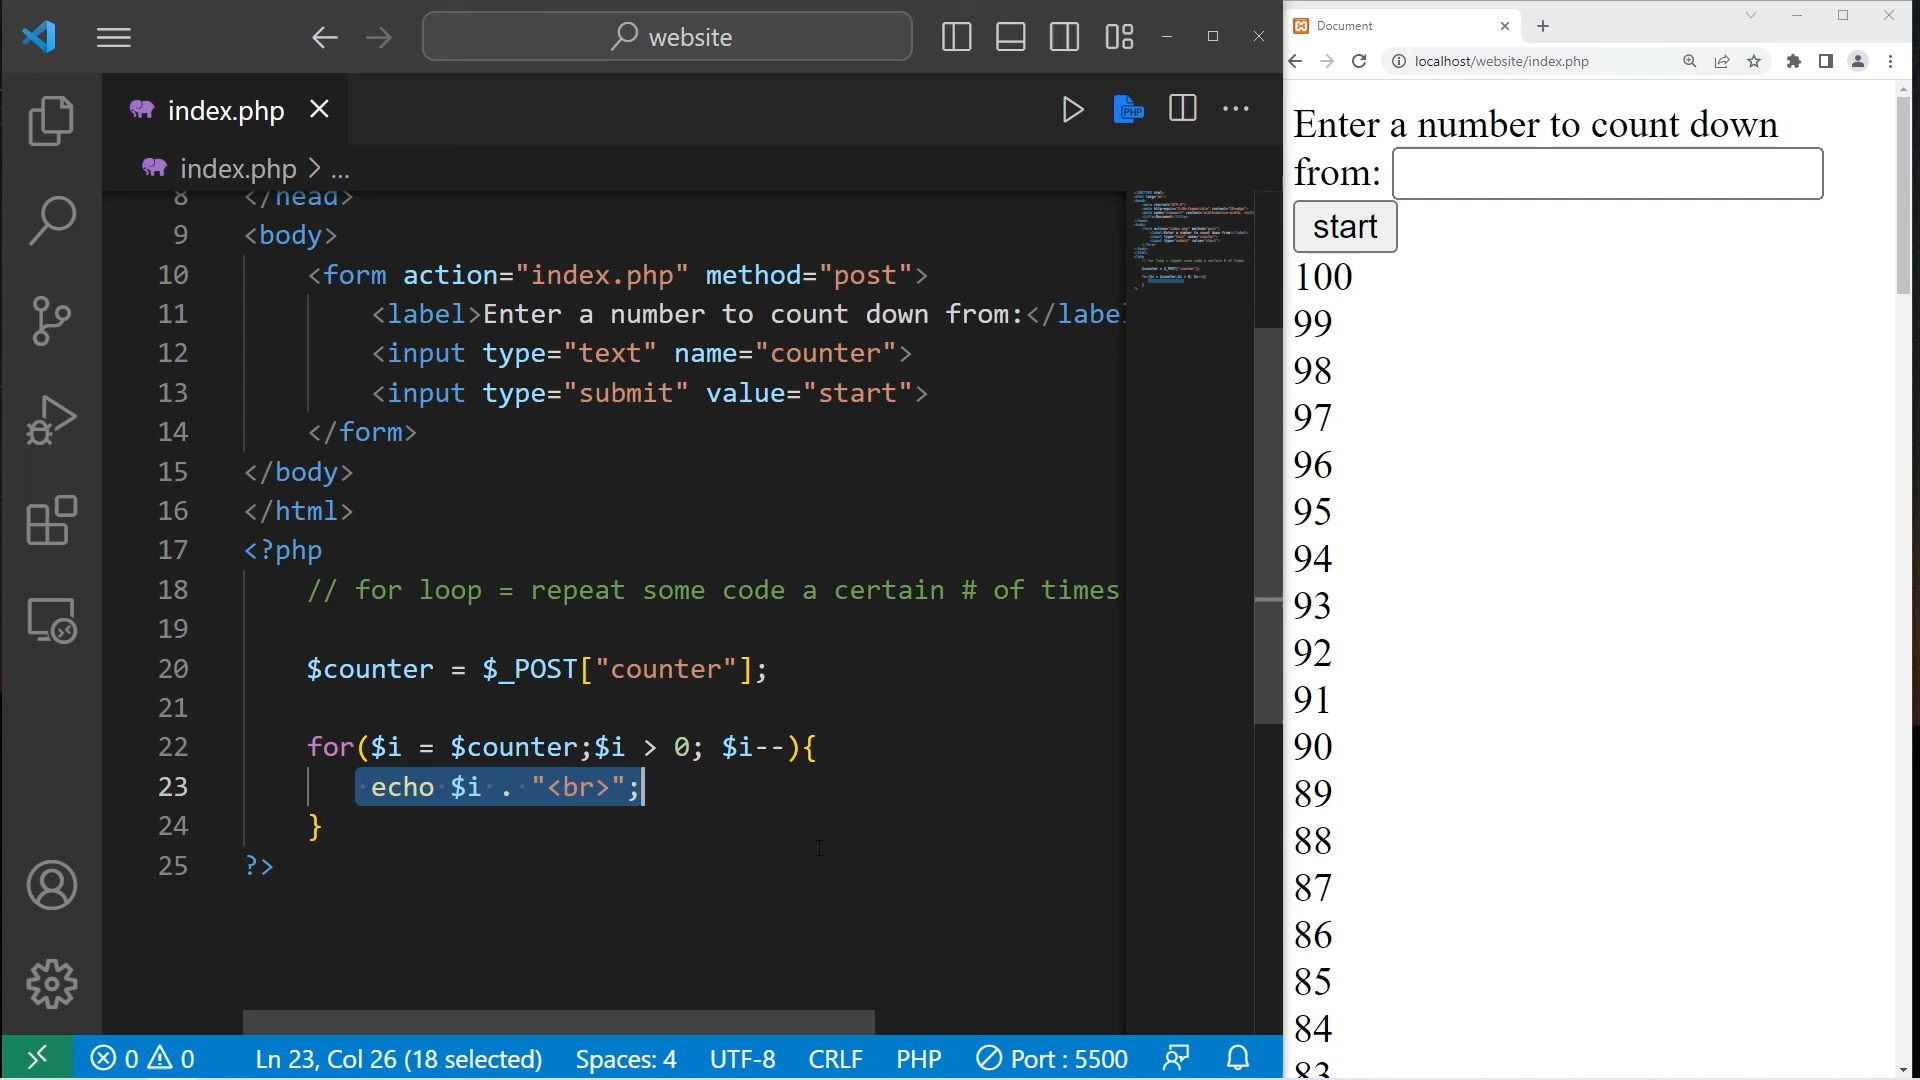 website
index.php
index.php > ...
8 </head>
9 <body>
10 <form action="index.php" method="post">
11 <label>Enter a number to count down from:</label
12 <input type="text" name="counter">
13 <input type="submit" value="start">
14 </form>
15 </body>
16 </html>
17 <?php
18 // for loop = repeat some code a certain # of times
19
20 $counter = $_POST["counter"];
21
22 for($i = $counter;$i > 0; $i--){
23 echo $i . "<br>";
24 }
25 ?>
0 0 Ln 23, Col 26 (18 selected) Spaces: 4 UTF-8 CRLF PHP Port : 5500
Document
localhost/website/index.php
Enter a number to count down
from:
start
100
99
98
97
96
95
94
93
92
91
90
89
88
87
86
85
84
83